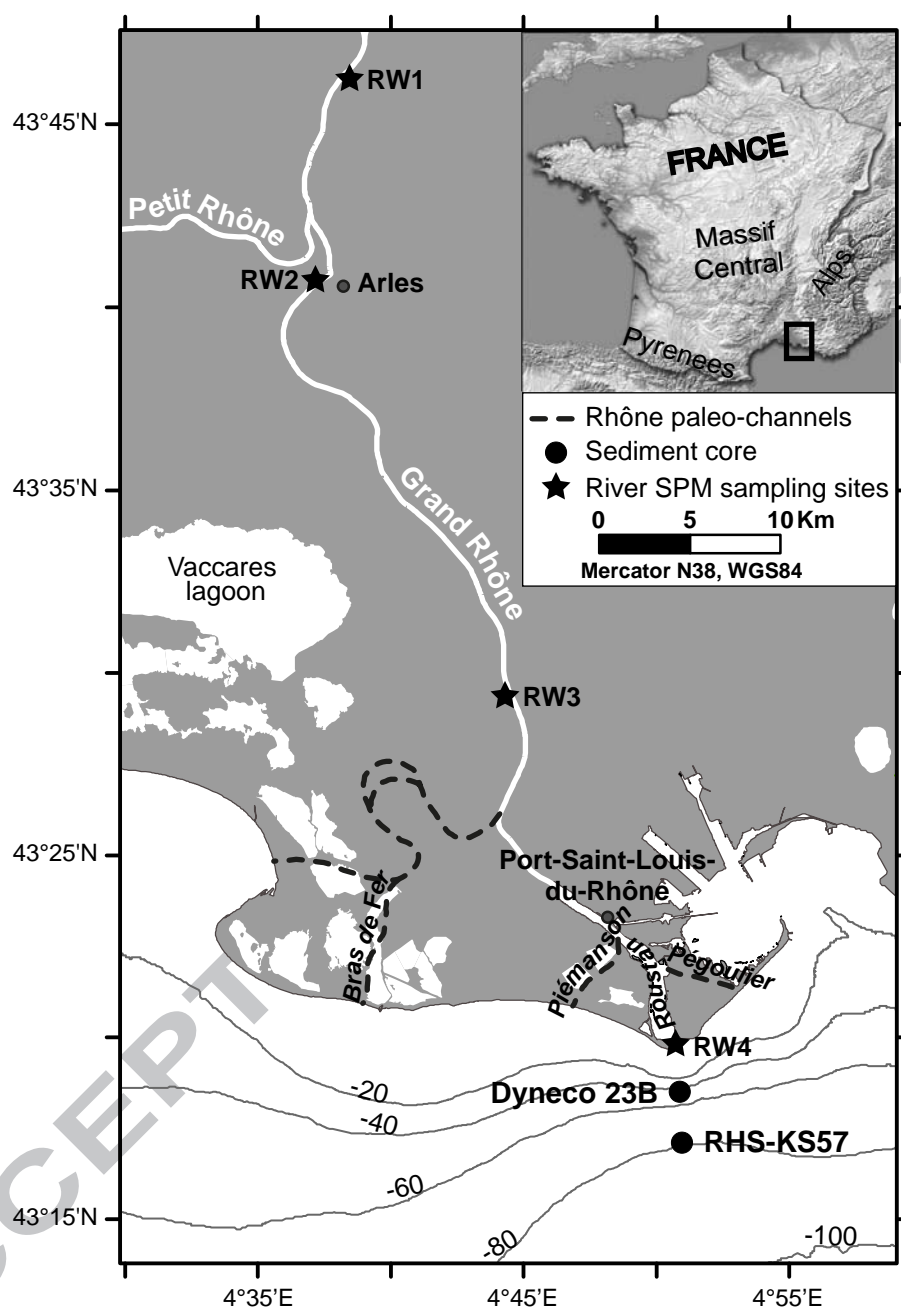 43°45'N
43°35'N
43°25'N
43°15'N
RW1
Petit Rhône
RW2
Arles
FRANCE
Massif
Central
Alps
Pyrenees
Rhône paleo-channels
Sediment core
River SPM sampling sites
0 5 10 Km
Mercator N38, WGS84
Grand Rhône
Vaccares
lagoon
RW3
Port-Saint-Louis-
du-Rhône
Bras de Fer
Piémanson
Roustan
Pégoulier
RW4
Dyneco 23B
RHS-KS57
-20
-40
-60
-80
-100
4°35'E
4°45'E
4°55'E
CCEPT